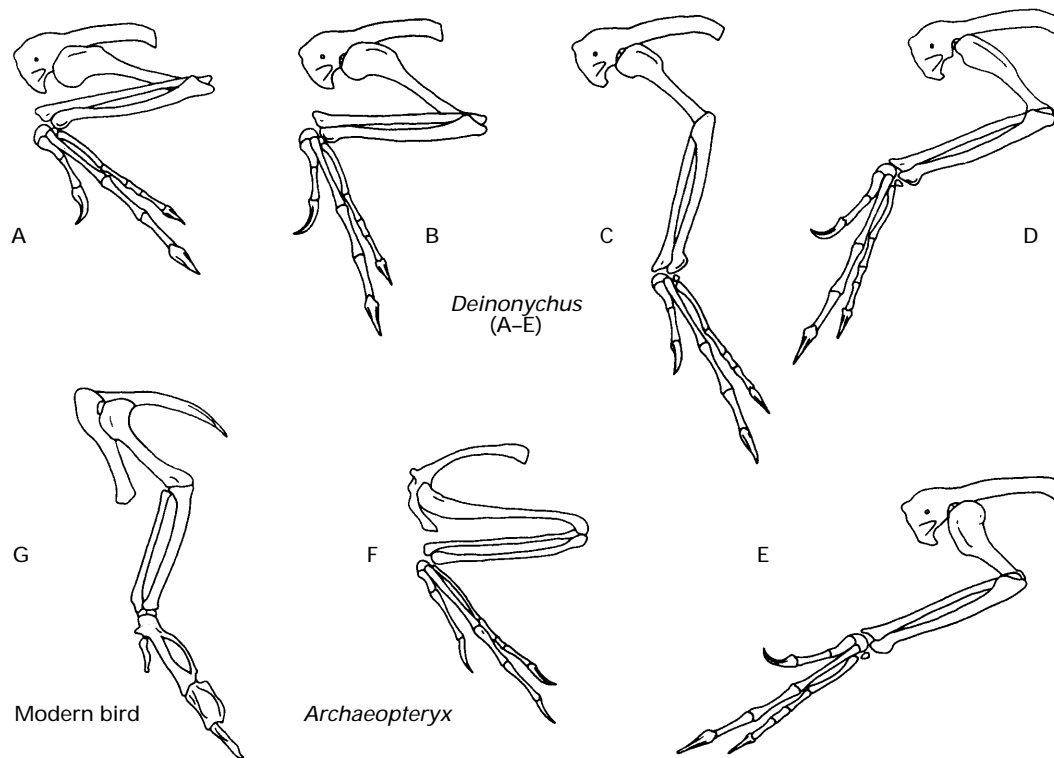 A
B
C
D
Deinonychus
(A–E)
G
F
E
Modern bird
Archaeopteryx